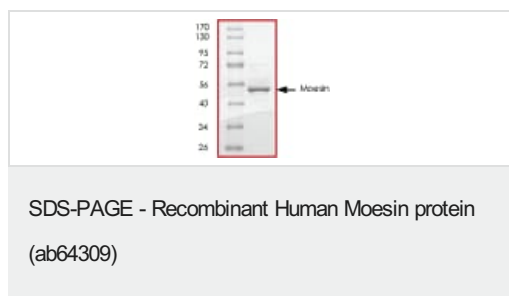 170
130
95
72
56
Moesin
43
34
26
SDS-PAGE - Recombinant Human Moesin protein
(ab64309)